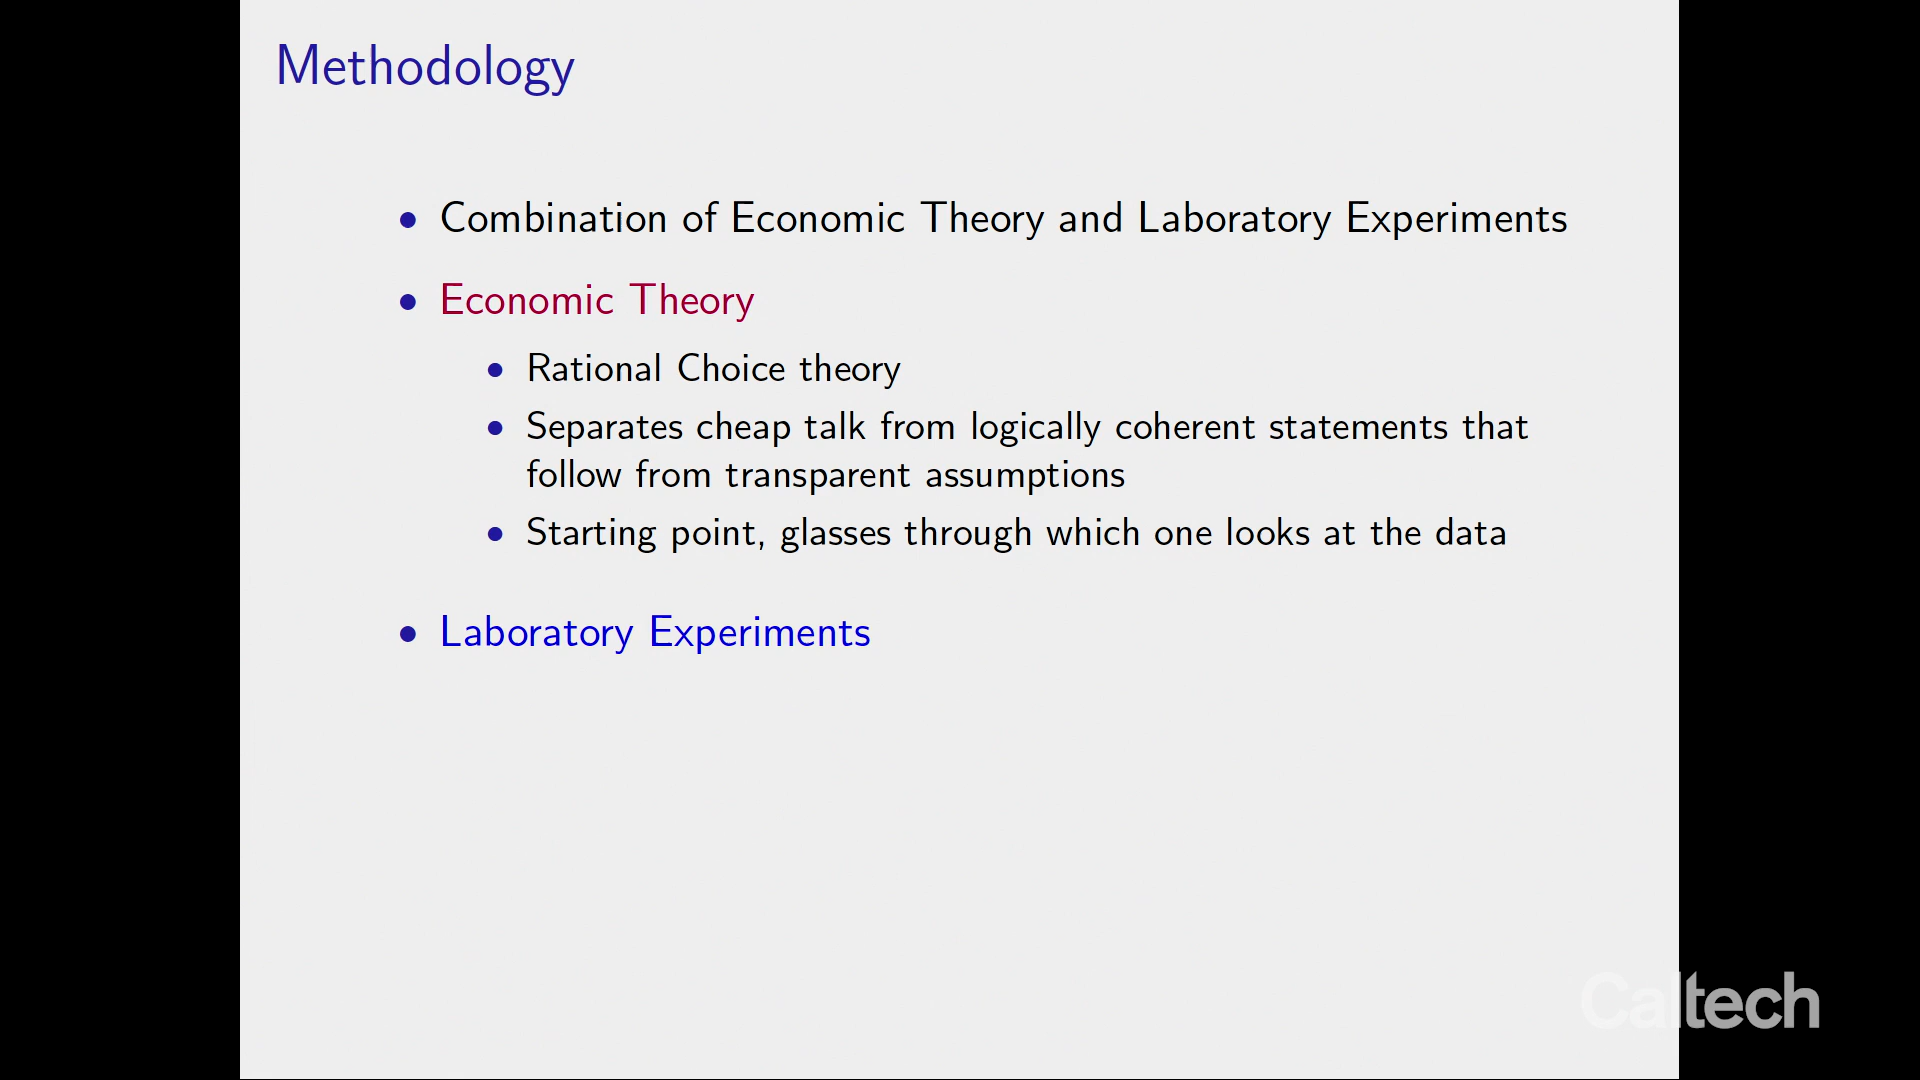 Methodology
• Combination of Economic Theory and Laboratory Experiments
• Economic Theory
• Rational Choice theory
• Separates cheap talk from logically coherent statements that
follow from transparent assumptions
• Starting point, glasses through which one looks at the data
• Laboratory Experiments
Caltech